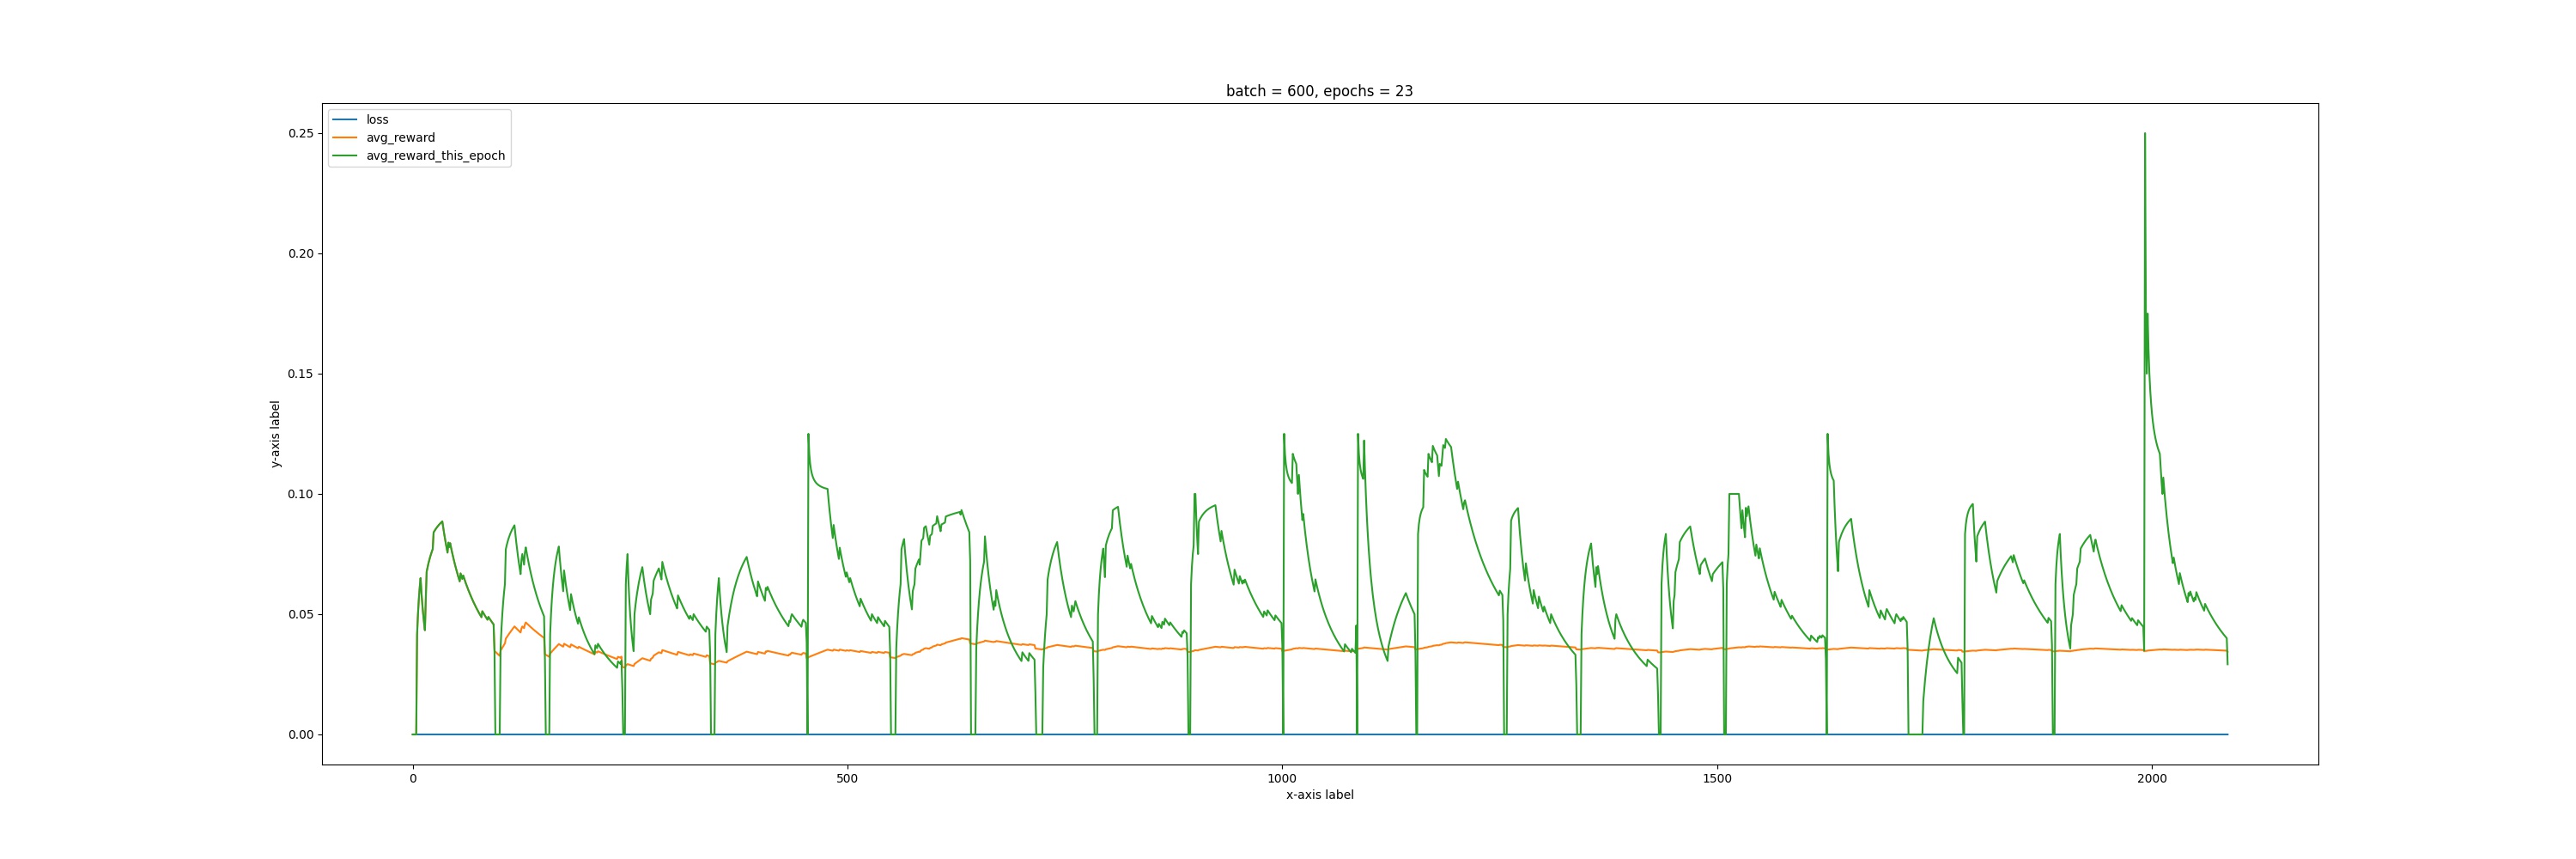 batch = 600, epochs = 23
loss
avg_reward
avg_reward_this_epoch
y-axis label
0.25
0.20
0.15
0.10
0.05
0.00
0
500
1000
1500
2000
x-axis label